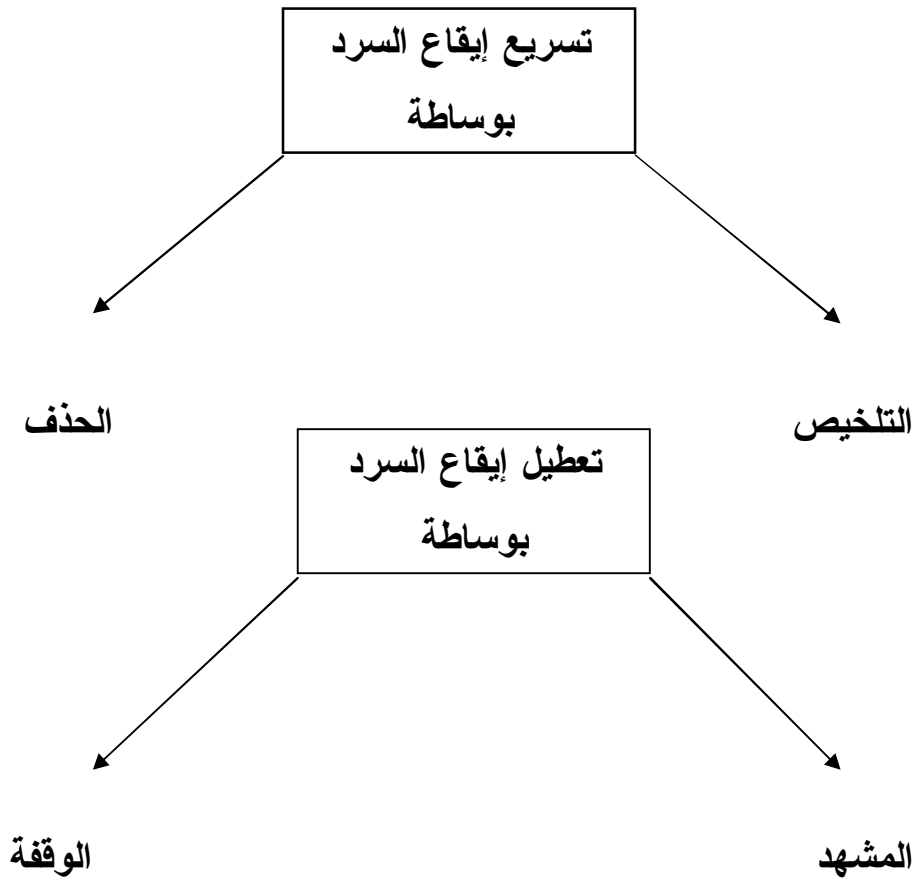 تسريع إيقاع السرد
بوساطة
التلخيص
الحذف
تعطيل إيقاع السرد
بوساطة
المشهد
الوقفة